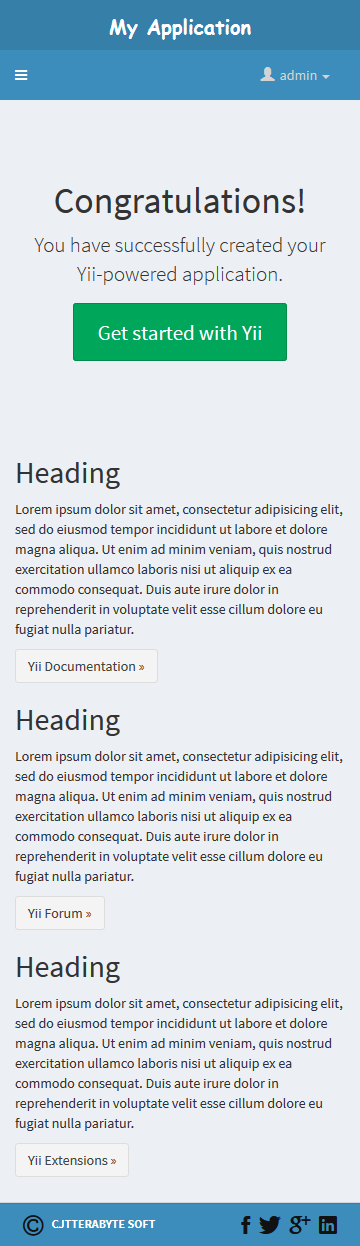 My Application
admin
Congratulations!
You have successfully created your
Yii-powered application.
Get started with Yii
Heading
Lorem ipsum dolor sit amet, consectetur adipisicing elit,
sed do eiusmod tempor incididunt ut labore et dolore
magna aliqua. Ut enim ad minim veniam, quis nostrud
exercitation ullamco laboris nisi ut aliquip ex ea
commodo consequat. Duis aute irure dolor in
reprehenderit in voluptate velit esse cillum dolore eu
fugiat nulla pariatur.
Yii Documentation »
Heading
Lorem ipsum dolor sit amet, consectetur adipisicing elit,
sed do eiusmod tempor incididunt ut labore et dolore
magna aliqua. Ut enim ad minim veniam, quis nostrud
exercitation ullamco laboris nisi ut aliquip ex ea
commodo consequat. Duis aute irure dolor in
reprehenderit in voluptate velit esse cillum dolore eu
fugiat nulla pariatur.
Yii Forum »
Heading
Lorem ipsum dolor sit amet, consectetur adipisicing elit,
sed do eiusmod tempor incididunt ut labore et dolore
magna aliqua. Ut enim ad minim veniam, quis nostrud
exercitation ullamco laboris nisi ut aliquip ex ea
commodo consequat. Duis aute irure dolor in
reprehenderit in voluptate velit esse cillum dolore eu
fugiat nulla pariatur.
Yii Extensions »
© CJTTERABYTE SOFT